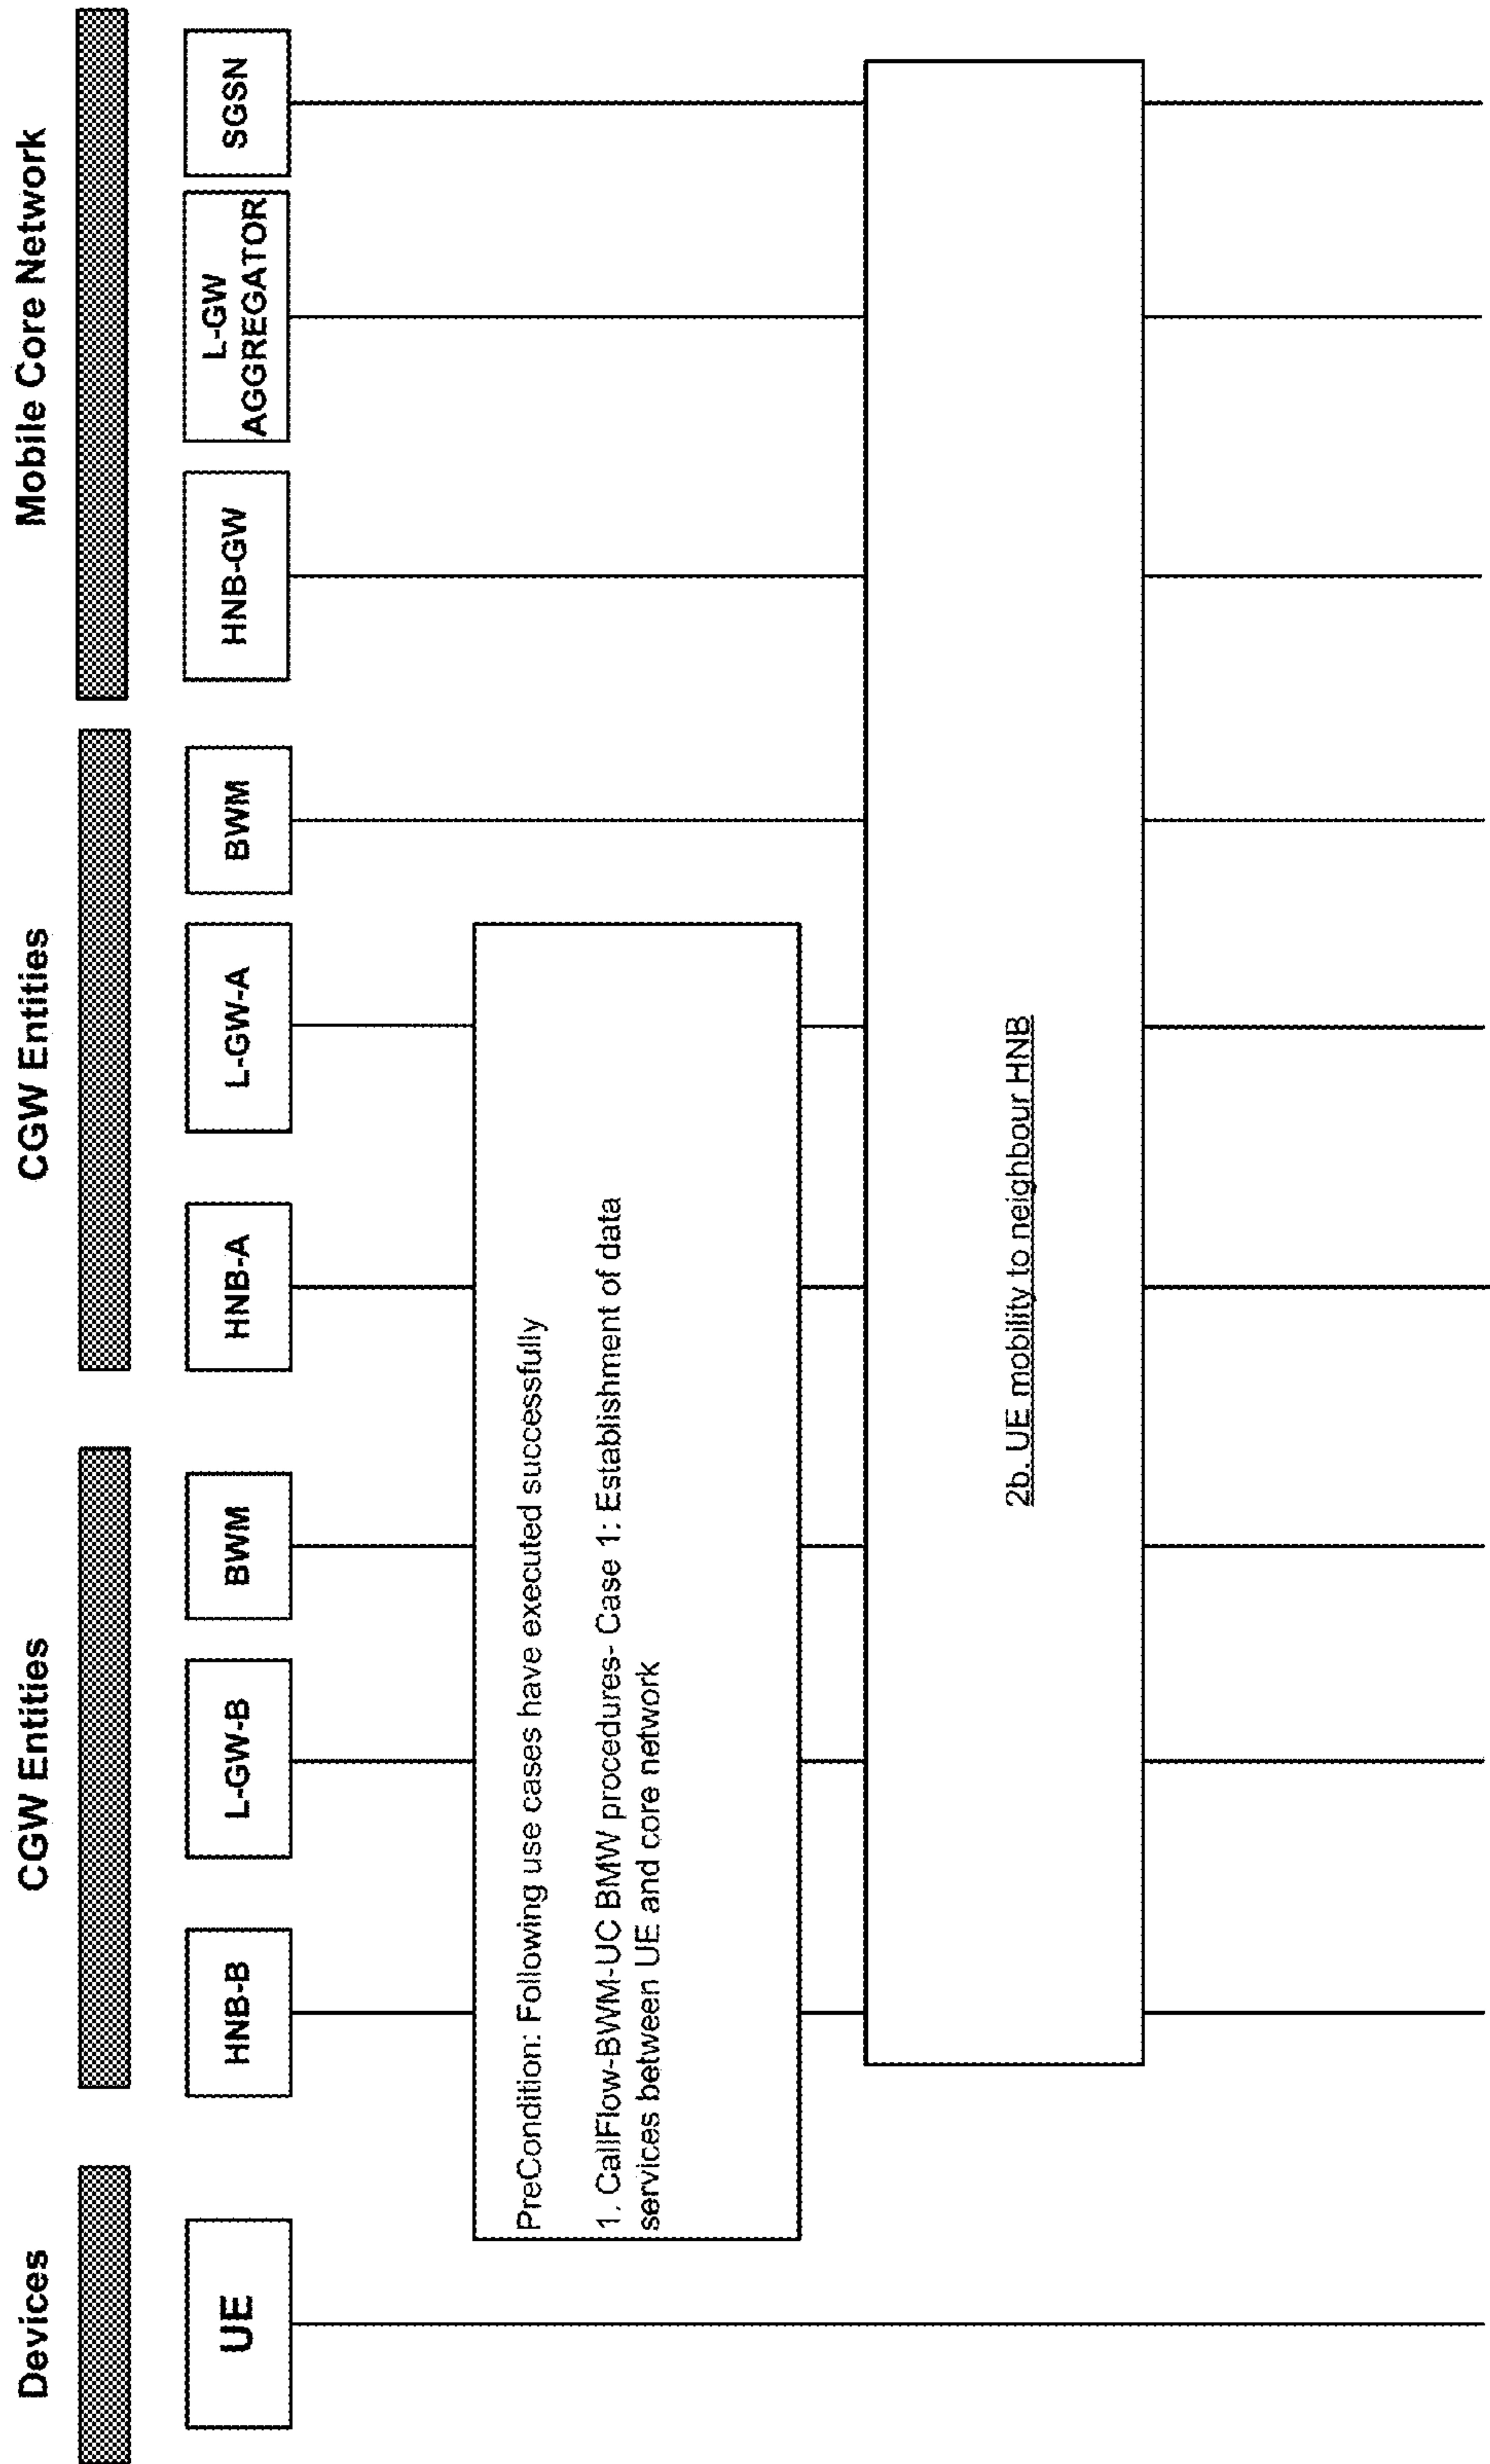 Devices
CGW Entities
CGW Entities
Mobile Core Network
UE
HNB-B
L-GW-B
BWM
HNB-A
L-GW-A
BWM
HNB-GW
L-GW
AGGREGATOR
SGSN
PreCondition: Following use cases have executed successfully
1. CallFlow-BWM-UC BMW procedures- Case 1: Establishment of data
services between UE and core network
2b. UE mobility to neighbour HNB